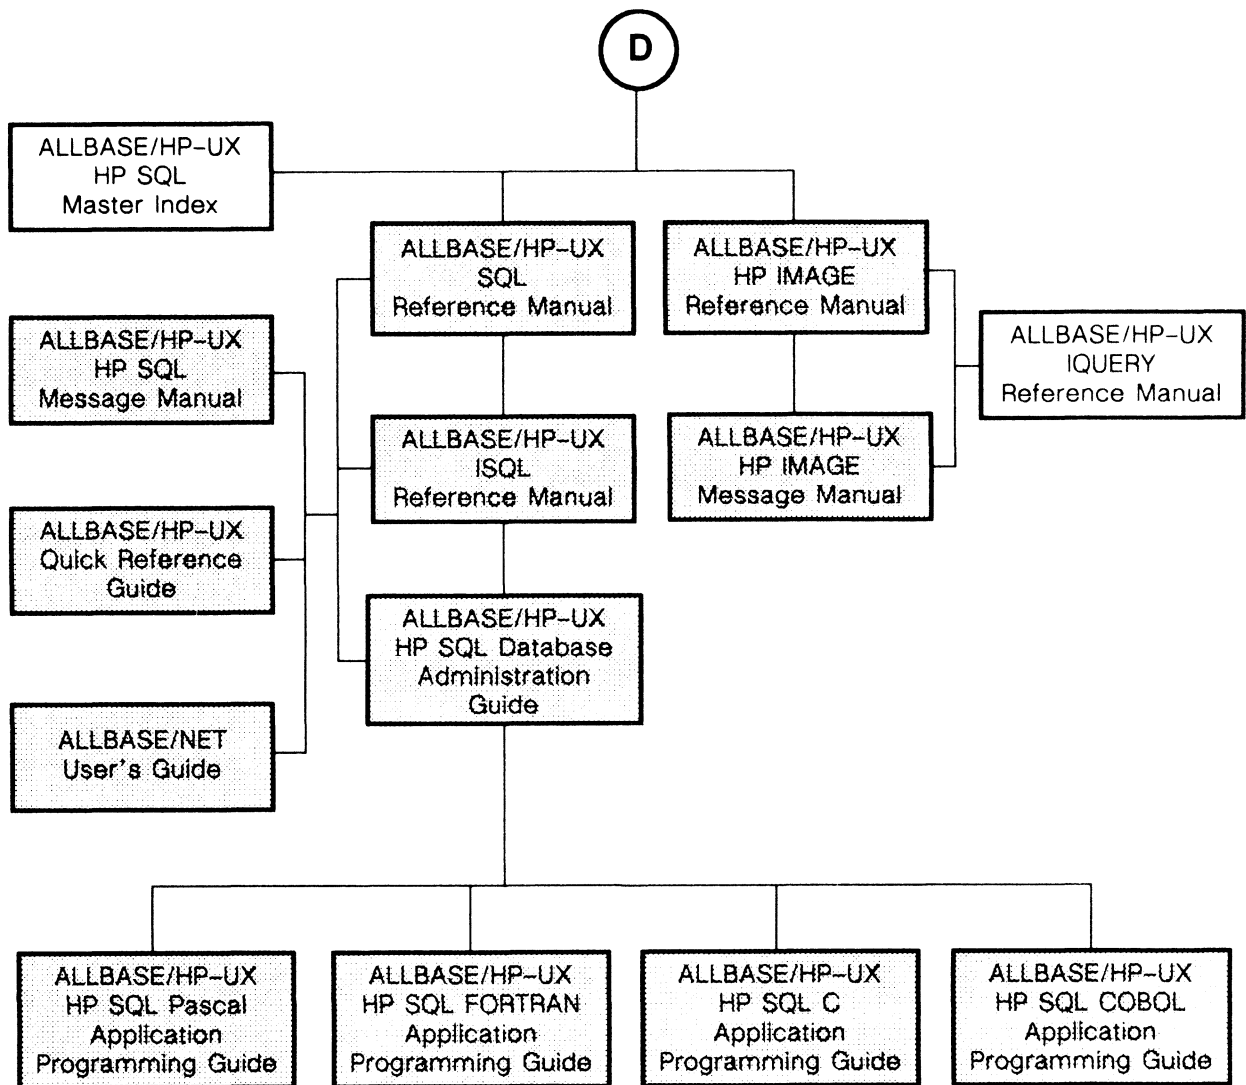 D
ALLBASE/HP-UX
HP SQL
Master Index
ALLBASE/HP-UX
SQL
Reference Manual
ALLBASE/HP-UX
HP IMAGE
Reference Manual
ALLBASE/HP-UX
HP SQL
Message Manual
ALLBASE/HP-UX
IQUERY
Reference Manual
ALLBASE/HP-UX
ISQL
Reference Manual
ALLBASE/HP-UX
HP IMAGE
Message Manual
ALLBASE/HP-UX
Quick Reference
Guide
ALLBASE/HP-UX
HP SQL Database
Administration
Guide
ALLBASE/NET
User's Guide
ALLBASE/HP-UX
HP SQL Pascal
Application
Programming Guide
ALLBASE/HP-UX
HP SQL FORTRAN
Application
Programming Guide
ALLBASE/HP-UX
HP SQL C
Application
Programming Guide
ALLBASE/HP-UX
HP SQL COBOL
Application
Programming Guide